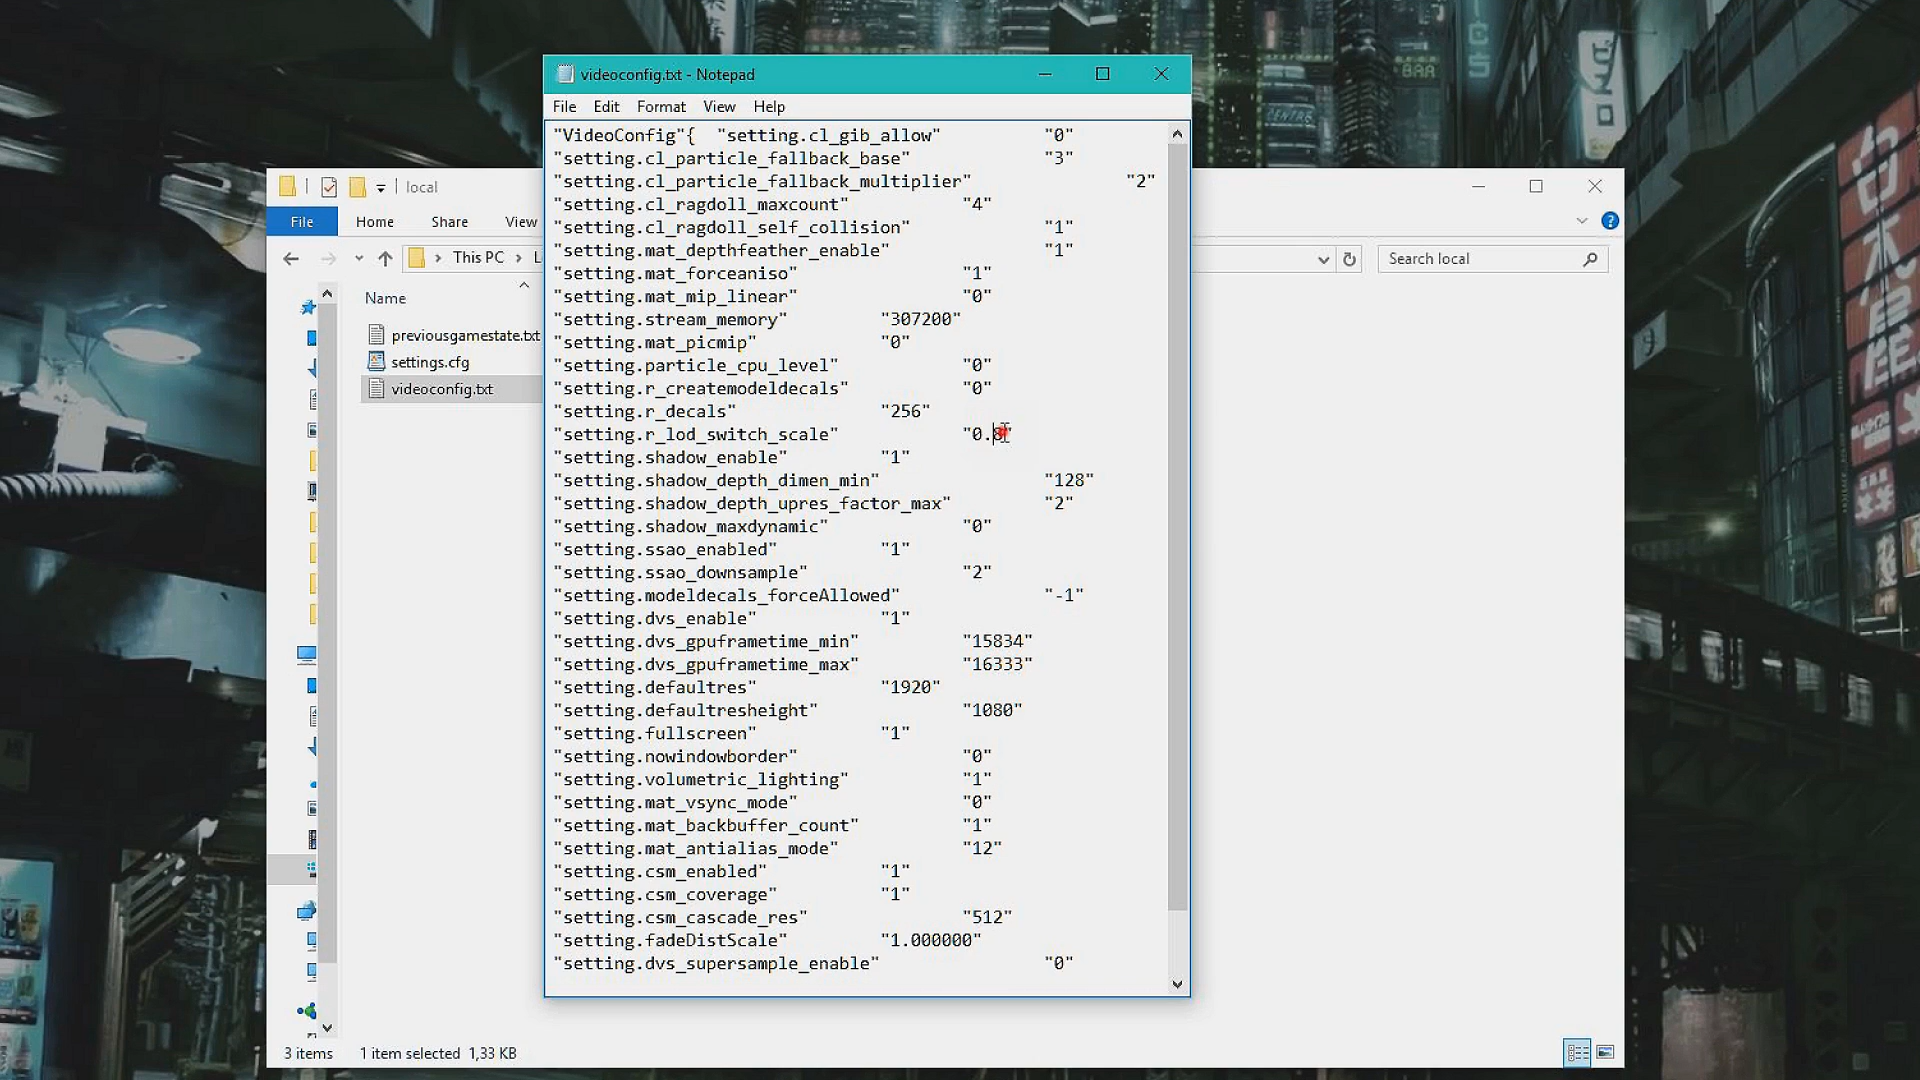 videoconfig.txt - Notepad
File Edit Format View Help
"VideoConfig"{ "setting.cl_gib_allow" "0"
"setting.cl_particle_fallback_base" "3"
"setting.cl_particle_fallback_multiplier" "2"
"setting.cl_ragdoll_maxcount" "4"
"setting.cl_ragdoll_self_collision" "1"
"setting.mat_depthfeather_enable" "1"
"setting.mat_forceaniso" "1"
"setting.mat_mip_linear" "0"
"setting.stream_memory" "307200"
"setting.mat_picmip" "0"
"setting.particle_cpu_level" "0"
"setting.r_createmodeldecals" "0"
"setting.r_decals" "256"
"setting.r_lod_switch_scale" "0.8"
"setting.shadow_enable" "1"
"setting.shadow_depth_dimen_min" "128"
"setting.shadow_depth_upres_factor_max" "2"
"setting.shadow_maxdynamic" "0"
"setting.ssao_enabled" "1"
"setting.ssao_downsample" "2"
"setting.modeldecals_forceAllowed" "-1"
"setting.dvs_enable" "1"
"setting.dvs_gpuframetime_min" "15834"
"setting.dvs_gpuframetime_max" "16333"
"setting.defaultres" "1920"
"setting.defaultresheight" "1080"
"setting.fullscreen" "1"
"setting.nowindowborder" "0"
"setting.volumetric_lighting" "1"
"setting.mat_vsync_mode" "0"
"setting.mat_backbuffer_count" "1"
"setting.mat_antialias_mode" "12"
"setting.csm_enabled" "1"
"setting.csm_coverage" "1"
"setting.csm_cascade_res" "512"
"setting.fadeDistScale" "1.000000"
"setting.dvs_supersample_enable" "0"
local
File Home Share View
This PC
Search local
Name
previousgamestate.txt
settings.cfg
videoconfig.txt
3 items 1 item selected 1,33 KB
BAR
CENTRE